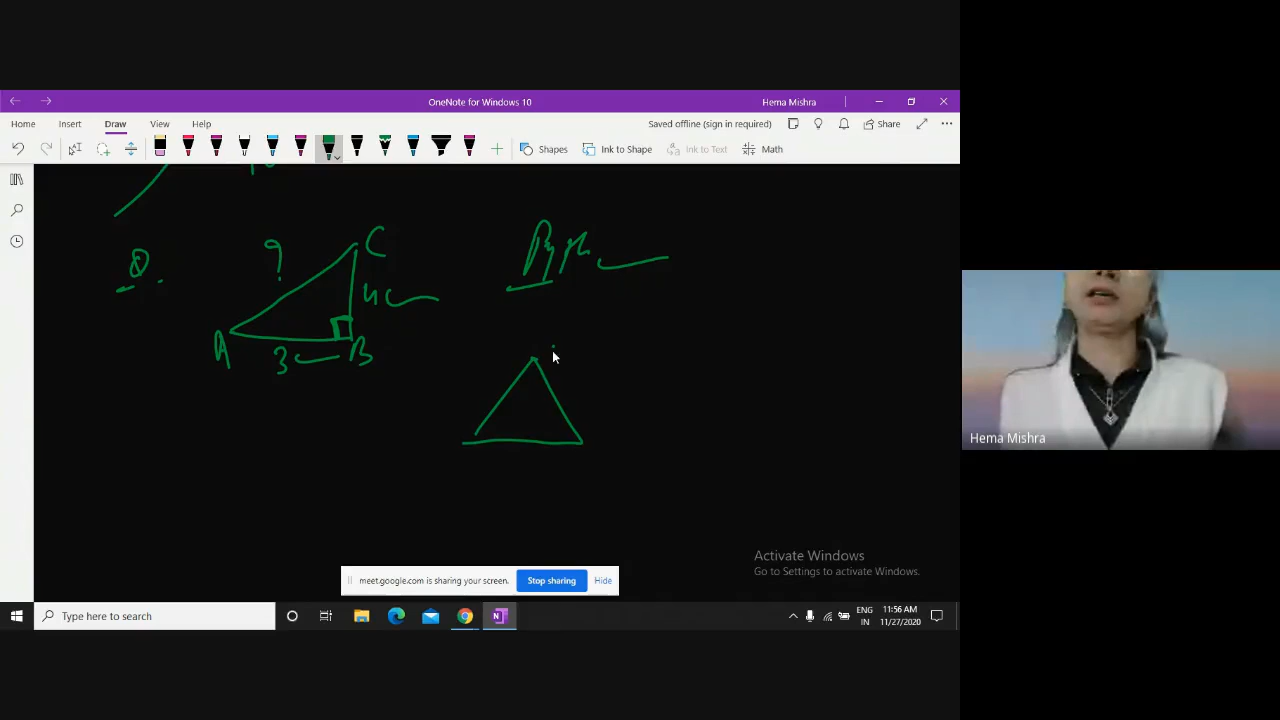 OneNote for Windows 10
Hema Mishra
Home Insert Draw View Help
Saved offline (sign in required)
Share
Shapes
Ink to Shape
Ink to Text
Math
Q.
?
C
4
A
3
B
Pyth
Hema Mishra
Activate Windows
Go to Settings to activate Windows.
meet.google.com is sharing your screen.
Stop sharing
Hide
Type here to search
ENG
IN
11:56 AM
11/27/2020